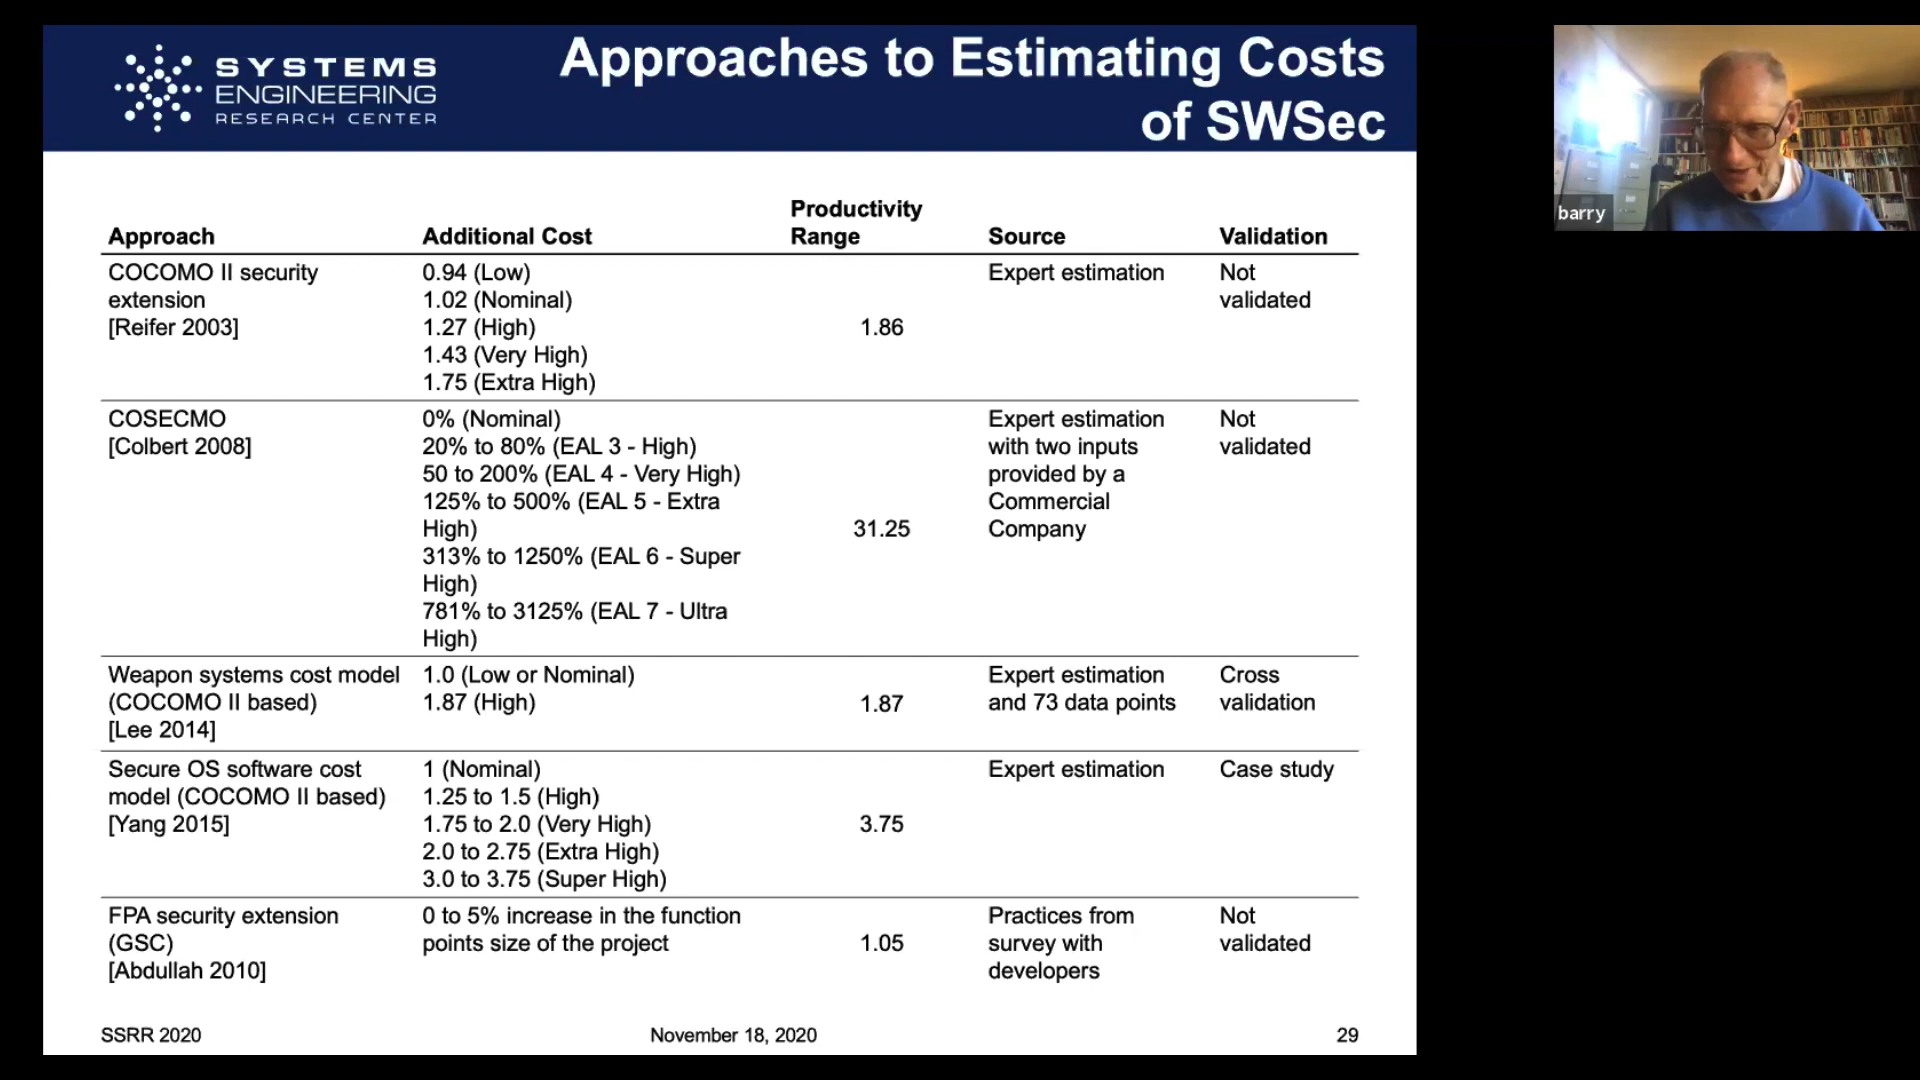 SYSTEMS
ENGINEERING
RESEARCH CENTER
Approaches to Estimating Costs
of SWSec
Approach Additional Cost Productivity Range Source Validation
COCOMO II security
extension
[Reifer 2003]
0.94 (Low)
1.02 (Nominal)
1.27 (High)
1.43 (Very High)
1.75 (Extra High)
1.86
Expert estimation
Not
validated
COSECMO
[Colbert 2008]
0% (Nominal)
20% to 80% (EAL 3 - High)
50 to 200% (EAL 4 - Very High)
125% to 500% (EAL 5 - Extra
High)
313% to 1250% (EAL 6 - Super
High)
781% to 3125% (EAL 7 - Ultra
High)
31.25
Expert estimation
with two inputs
provided by a
Commercial
Company
Not
validated
Weapon systems cost model
(COCOMO II based)
[Lee 2014]
1.0 (Low or Nominal)
1.87 (High)
1.87
Expert estimation
and 73 data points
Cross
validation
Secure OS software cost
model (COCOMO II based)
[Yang 2015]
1 (Nominal)
1.25 to 1.5 (High)
1.75 to 2.0 (Very High)
2.0 to 2.75 (Extra High)
3.0 to 3.75 (Super High)
3.75
Expert estimation
Case study
FPA security extension
(GSC)
[Abdullah 2010]
0 to 5% increase in the function
points size of the project
1.05
Practices from
survey with
developers
Not
validated
SSRR 2020
November 18, 2020
29
barry